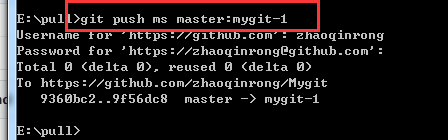 E:\pull>git push ms master:mygit-1
Username for 'https://github.com': zhaoqinrong
Password for 'https://zhaoqinrong@github.com':
Total 0 (delta 0), reused 0 (delta 0)
To https://github.com/zhaoqinrong/Mygit
   9360bc2..9f56dc8  master -> mygit-1
E:\pull>